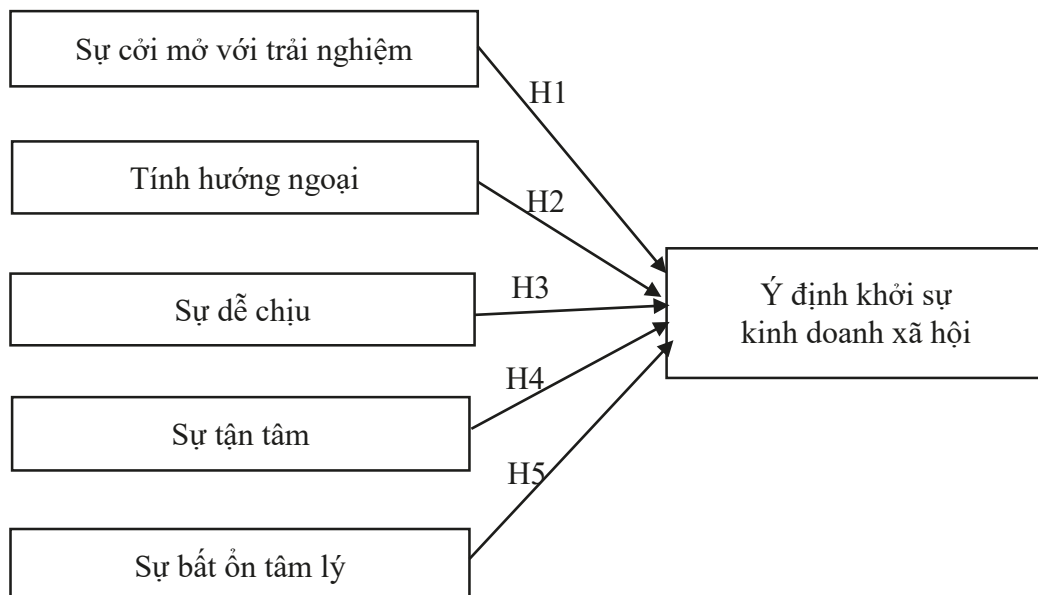 Sự cởi mở với trải nghiệm
H1
Tính hướng ngoại
H2
Sự dễ chịu
H3
Ý định khởi sự
kinh doanh xã hội
Sự tận tâm
H4
Sự bất ổn tâm lý
H5